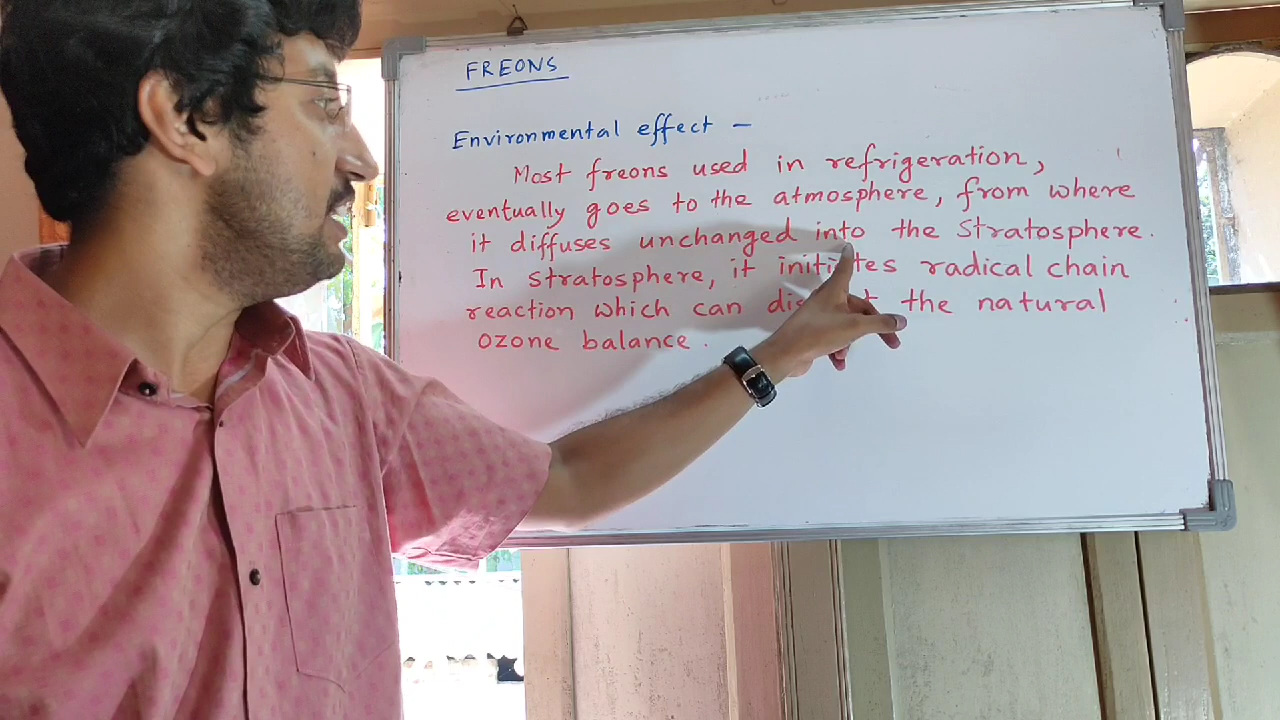 FREONS
Environmental effect –
Most freons used in refrigeration,
eventually goes to the atmosphere, from where
it diffuses unchanged into the Stratosphere.
In stratosphere, it initiates radical chain
reaction which can the natural
ozone balance.